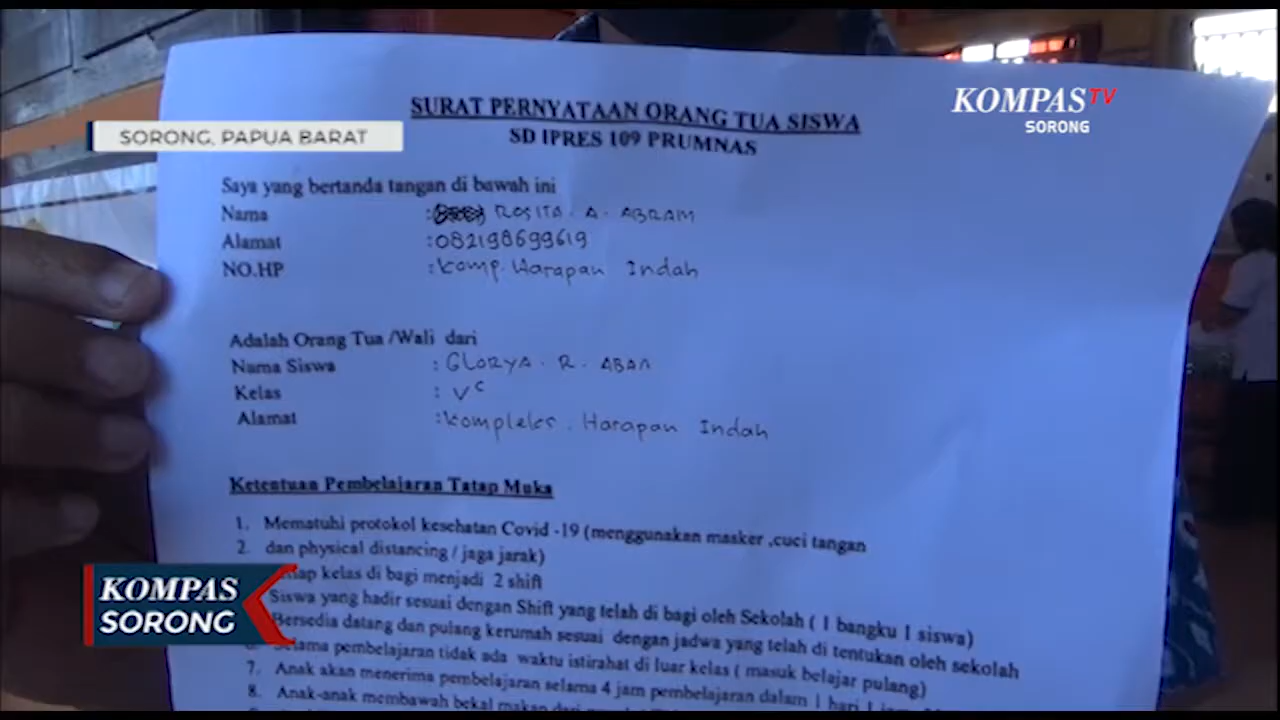 KOMPAS TV
SORONG
SORONG, PAPUA BARAT
SURAT PERNYATAAN ORANG TUA SISWA
SD IPRES 109 PRUMNAS
Saya yang bertanda tangan di bawah ini
Nama : ROSITA . A . ABRAM
Alamat : 082198699619
NO.HP : Komp. Harapan Indah
Adalah Orang Tua /Wali dari
Nama Siswa : GLORYA . R . ABAN
Kelas : V C
Alamat : Kompleks . Harapan Indah
Ketentuan Pembelajaran Tatap Muka
1. Mematuhi protokol kesehatan Covid -19 (menggunakan masker ,cuci tangan
2. dan physical distancing / jaga jarak)
kelas di bagi menjadi 2 shift
Siswa yang hadir sesuai dengan Shift yang telah di bagi oleh Sekolah ( 1 bangku 1 siswa)
Bersedia datang dan pulang kerumah sesuai dengan jadwa yang telah di tentukan oleh sekolah
Selama pembelajaran tidak ada waktu istirahat di luar kelas ( masuk belajar pulang)
7. Anak akan menerima pembelajaran selama 4 jam pembelajaran dalam 1 hari 1 jam
8. Anak-anak membawah bekal makan dari
KOMPAS
SORONG